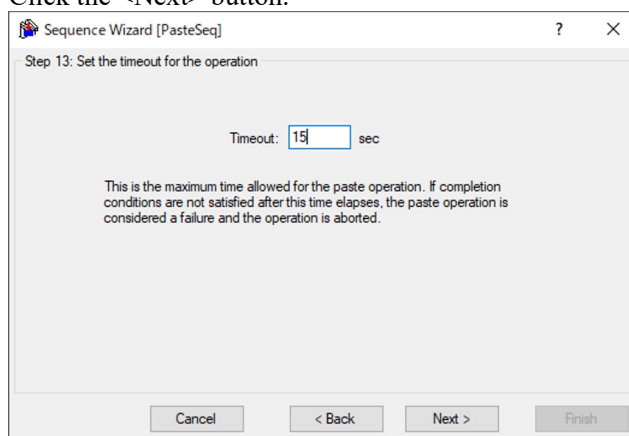 Click the <Next> button.
Sequence Wizard [PasteSeq] ?
Step 13: Set the timeout for the operation
Timeout: 15 sec
This is the maximum time allowed for the paste operation. If completion
conditions are not satisfied after this time elapses, the paste operation is
considered a failure and the operation is aborted.
Cancel < Back Next > Finish